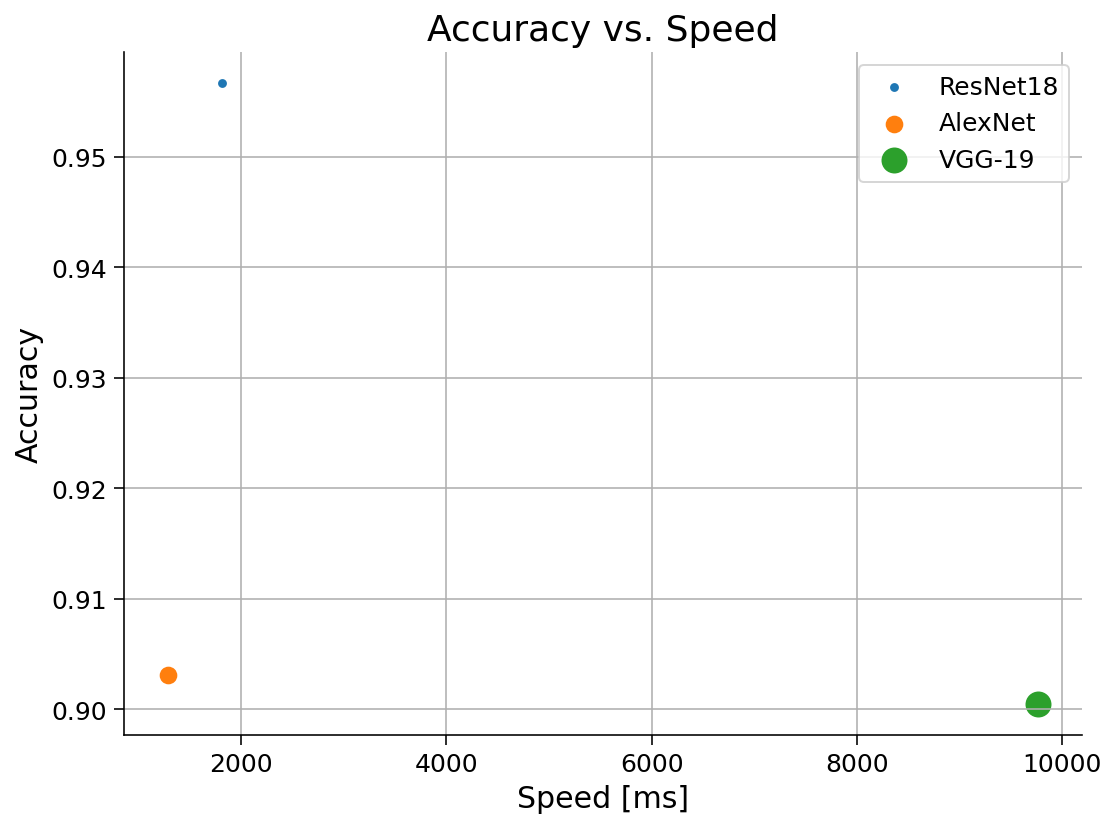 Accuracy vs. Speed
ResNet18
AlexNet
VGG-19
Accuracy
0.95
0.94
0.93
0.92
0.91
0.90
2000 4000 6000 8000 10000
Speed [ms]